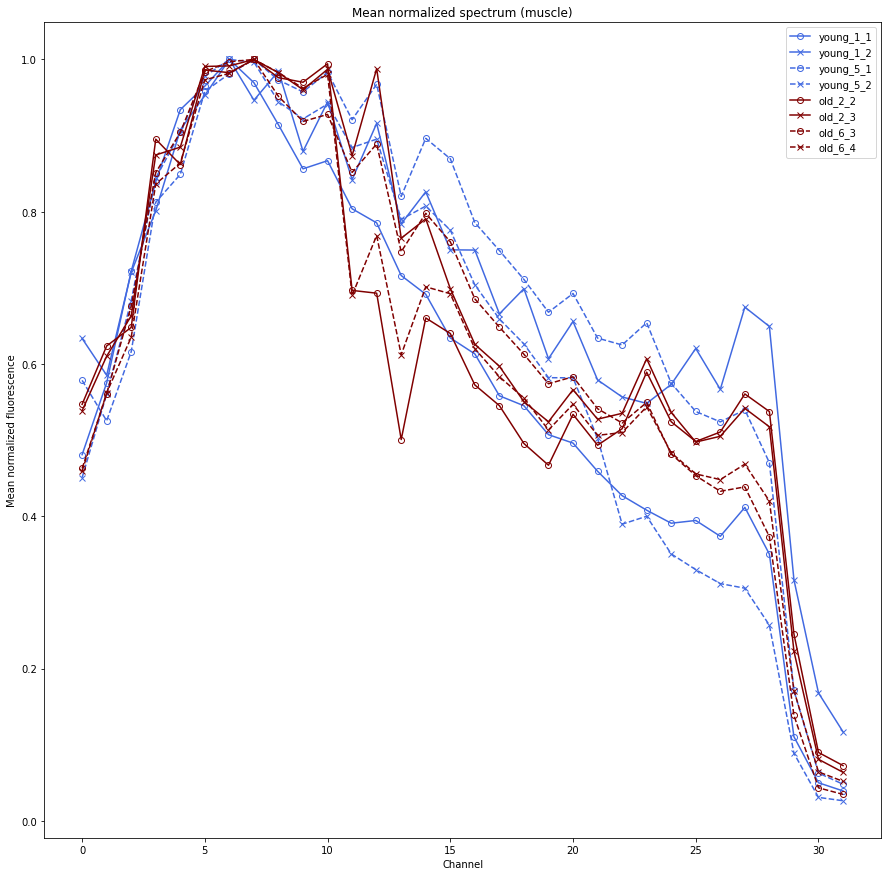 Mean normalized spectrum (muscle)
young_1_1
young_1_2
young_5_1
young_5_2
old_2_2
old_2_3
old_6_3
old_6_4
1.0
0.8
0.6
0.4
0.2
0.0
Mean normalized fluorescence
0 5 10 15 20 25 30
Channel